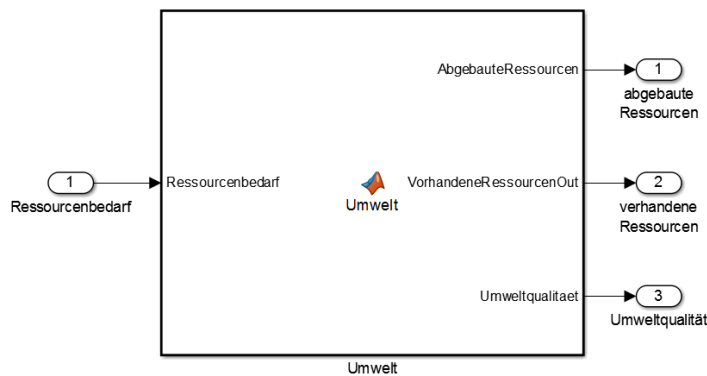 AbgebauteRessourcen
1
abgebaute
Ressourcen
1
Ressourcenbedarf
Ressourcenbedarf
Umwelt
VorhandeneRessourcenOut
2
verhandene
Ressourcen
Umweltqualitaet
3
Umweltqualität
Umwelt